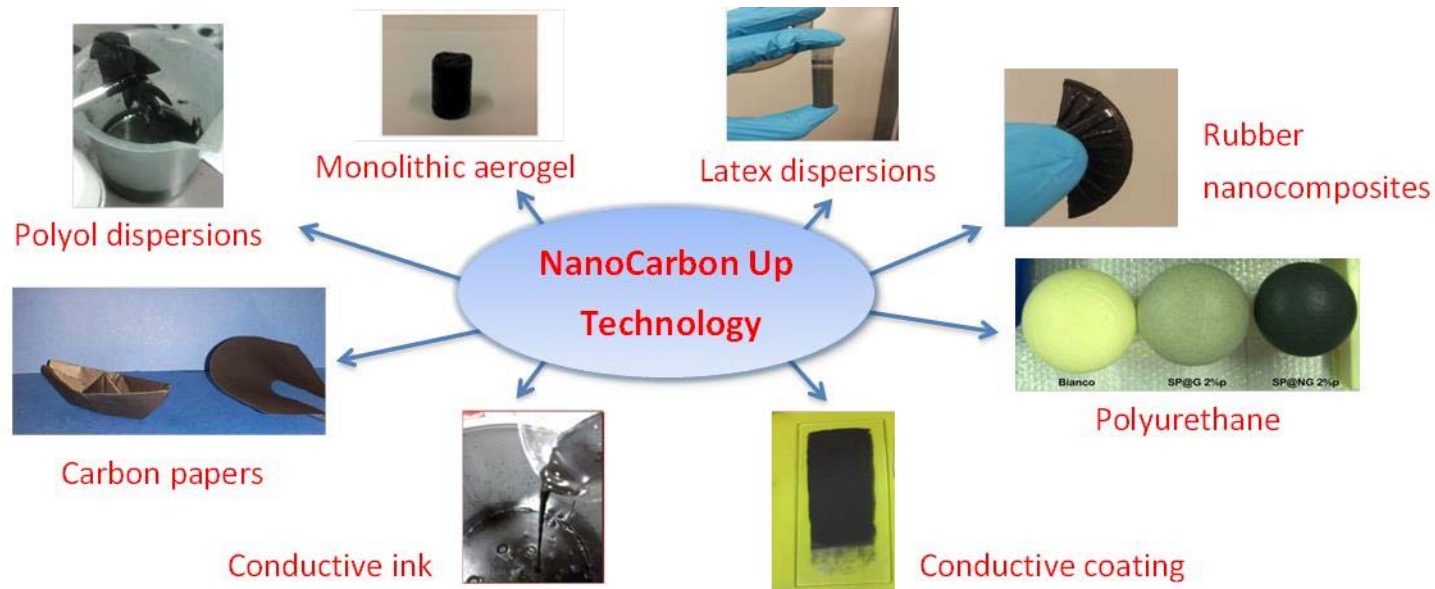 Monolithic aerogel
Latex dispersions
Rubber
nanocomposites
Polyol dispersions
NanoCarbon Up
Technology
Bianco
SP@G 2%p
SP@NG 2%p
Polyurethane
Carbon papers
Conductive ink
Conductive coating